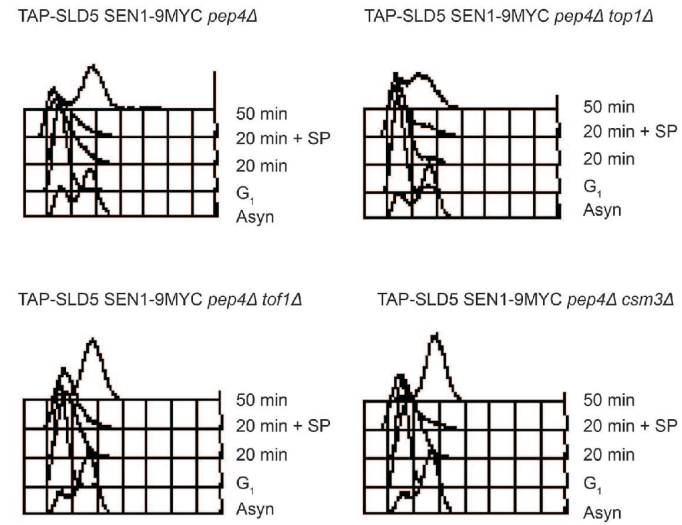 TAP-SLD5 SEN1-9MYC pep4Δ
50 min
20 min + SP
20 min
G₁
Asyn
TAP-SLD5 SEN1-9MYC pep4Δ top1Δ
50 min
20 min + SP
20 min
G₁
Asyn
TAP-SLD5 SEN1-9MYC pep4Δ tof1Δ
50 min
20 min + SP
20 min
G₁
Asyn
TAP-SLD5 SEN1-9MYC pep4Δ csm3Δ
50 min
20 min + SP
20 min
G₁
Asyn